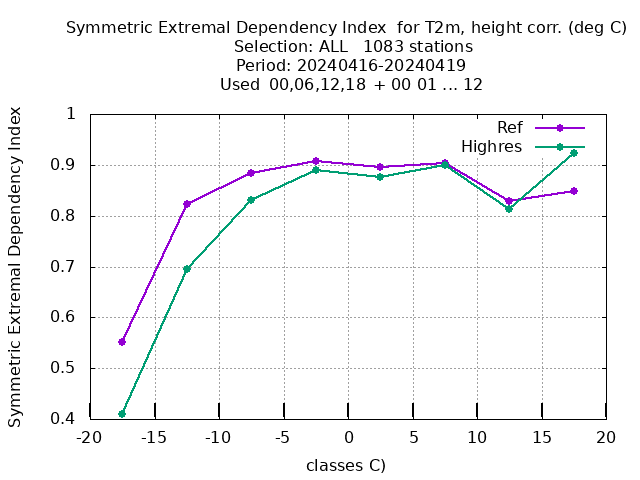 Symmetric Extremal Dependency Index  for T2m, height corr. (deg C)
Selection: ALL   1083 stations
Period: 20240416-20240419
Used  00,06,12,18  + 00 01 ... 12
Symmetric Extremal Dependency Index
1
0.9
0.8
0.7
0.6
0.5
0.4
Ref
Highres
-20 -15 -10 -5 0 5 10 15 20
classes C)